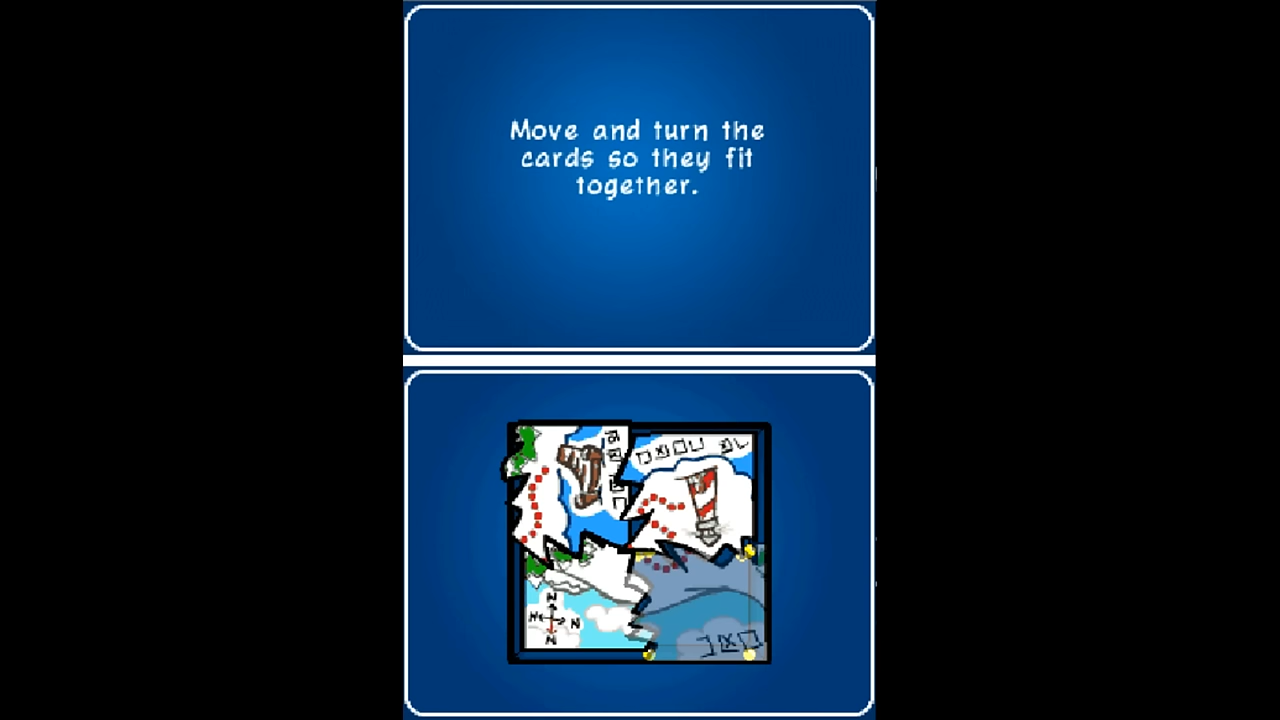 Move and turn the
cards so they fit
together.
N
N
N